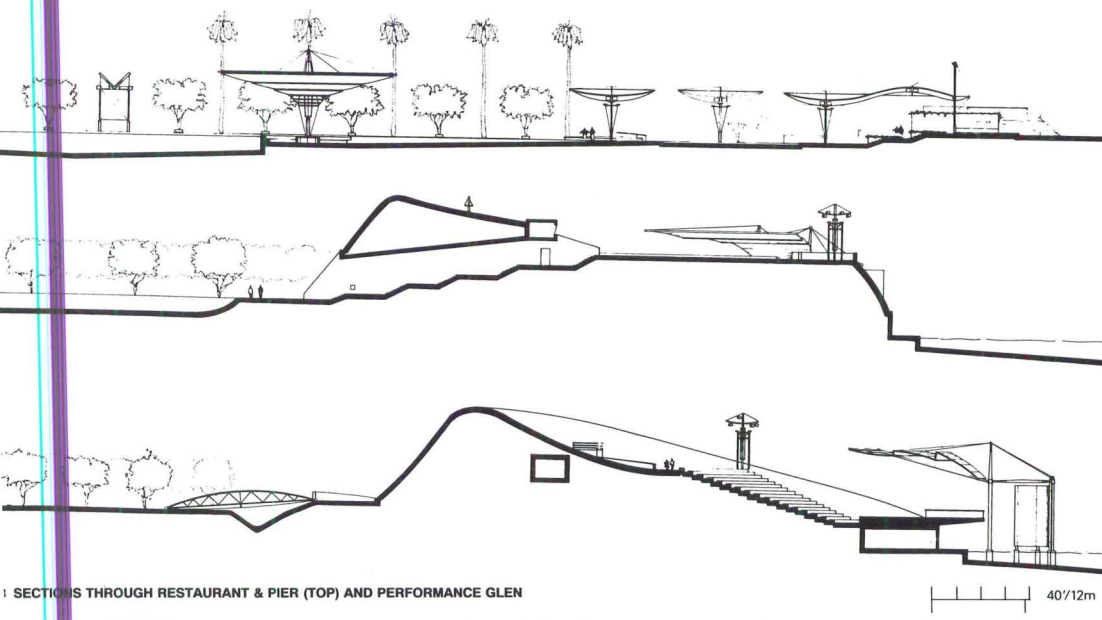 SECTIONS THROUGH RESTAURANT & PIER (TOP) AND PERFORMANCE GLEN
40'/12m